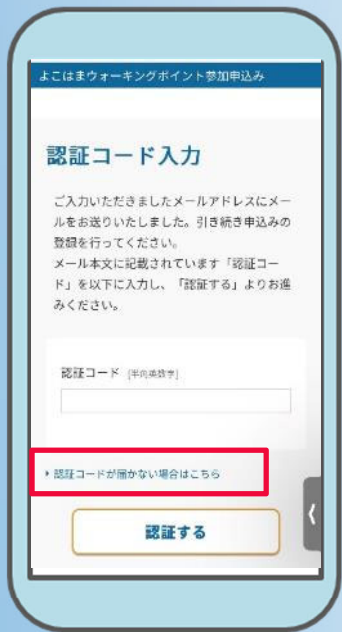 よこはまウォーキングポイント参加申込み
認証コード入力
ご入力いただきましたメールアドレスにメー
ルをお送りいたしました。引き続き申込みの
登録を行ってください。
メール本文に記載されています「認証コー
ド」を以下に入力し、「認証する」よりお進
みください。
認証コード [半角英数字]
認証コードが届かない場合はこちら
認証する